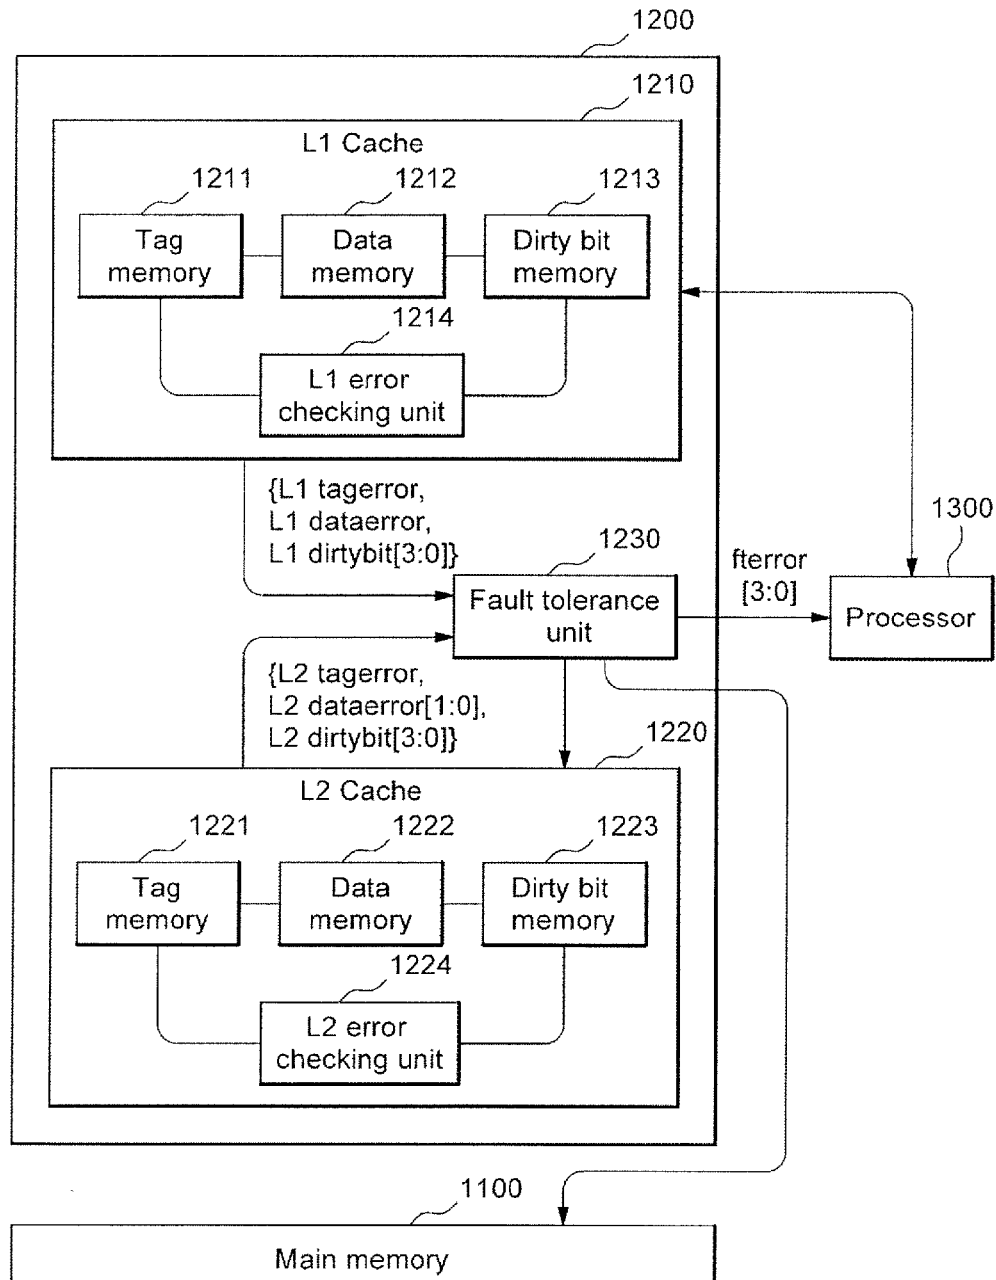 1200
1210
L1 Cache
1211
1212
1213
Tag
memory
Data
memory
Dirty bit
memory
1214
L1 error
checking unit
{L1 tagerror,
L1 dataerror,
L1 dirtybit[3:0]}
1230
Fault tolerance
unit
fterror
[3:0]
1300
Processor
{L2 tagerror,
L2 dataerror[1:0],
L2 dirtybit[3:0]}
1220
L2 Cache
1221
1222
1223
Tag
memory
Data
memory
Dirty bit
memory
1224
L2 error
checking unit
1100
Main memory